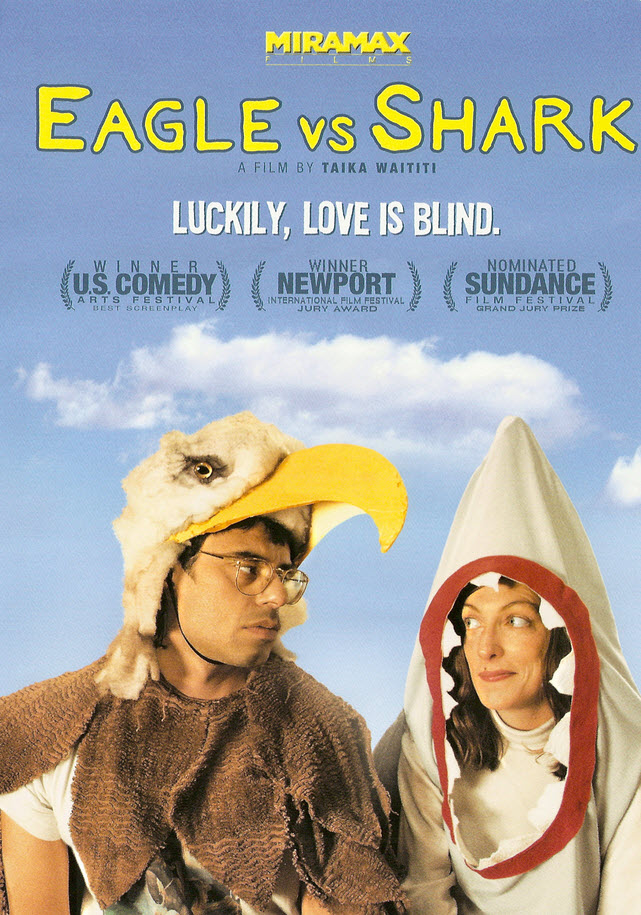 MIRAMAX
FILMS
EAGLE VS SHARK
A FILM BY TAIKA WAITITI
LUCKILY, LOVE IS BLIND.
WINNER
U.S. COMEDY
ARTS FESTIVAL
BEST SCREENPLAY
WINNER
NEWPORT
INTERNATIONAL FILM FESTIVAL
JURY AWARD
NOMINATED
SUNDANCE
FILM FESTIVAL
GRAND JURY PRIZE